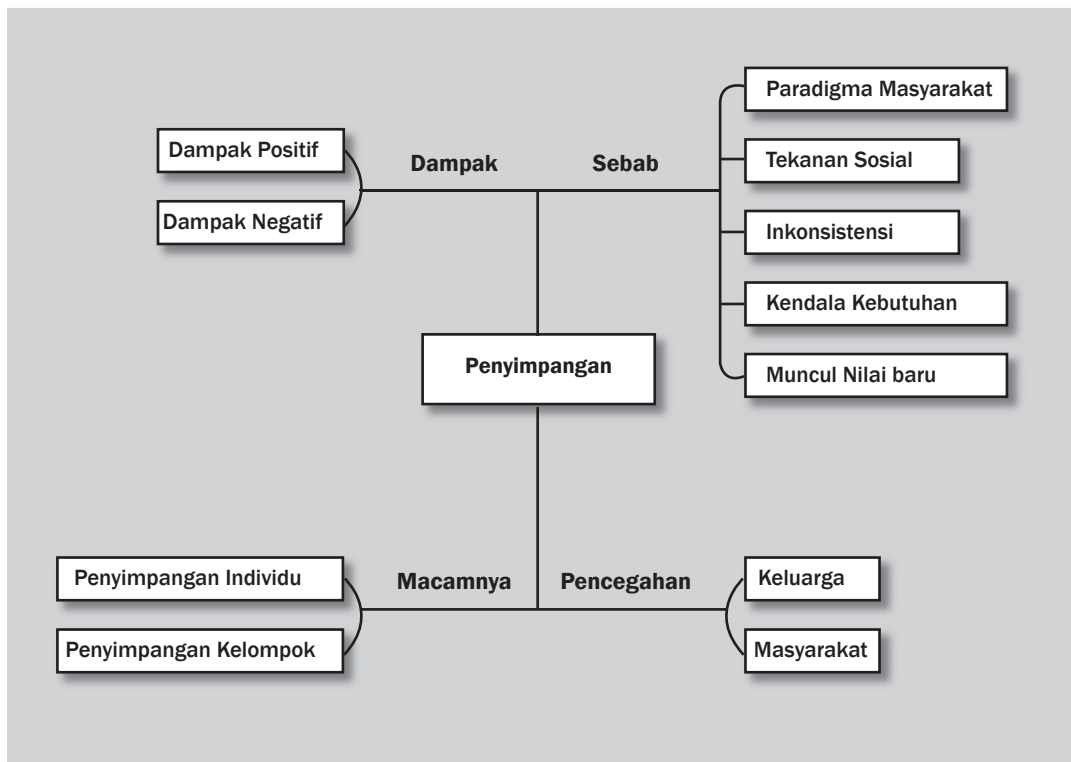 Dampak Positif
Dampak Negatif
Dampak
Sebab
Paradigma Masyarakat
Tekanan Sosial
Inkonsistensi
Kendala Kebutuhan
Muncul Nilai baru
Penyimpangan
Penyimpangan Individu
Penyimpangan Kelompok
Macamnya
Pencegahan
Keluarga
Masyarakat